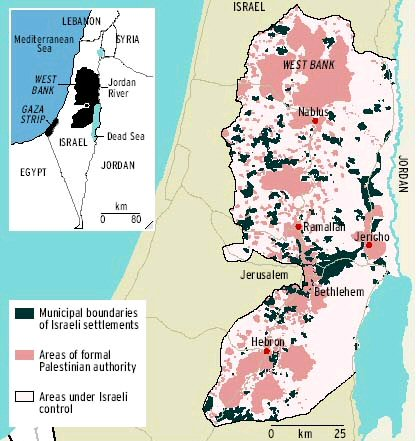 LEBANON
Mediterranean
Sea
SYRIA
WEST
BANK
Jordan
River
GAZA
STRIP
ISRAEL
Dead Sea
EGYPT
JORDAN
km
0 80
ISRAEL
WEST BANK
Nablus
JORDAN
Ramallah
Jericho
Jerusalem
Bethlehem
Hebron
Municipal boundaries
of Israeli settlements
Areas of formal
Palestinian authority
Areas under Israeli
control
0 km 25